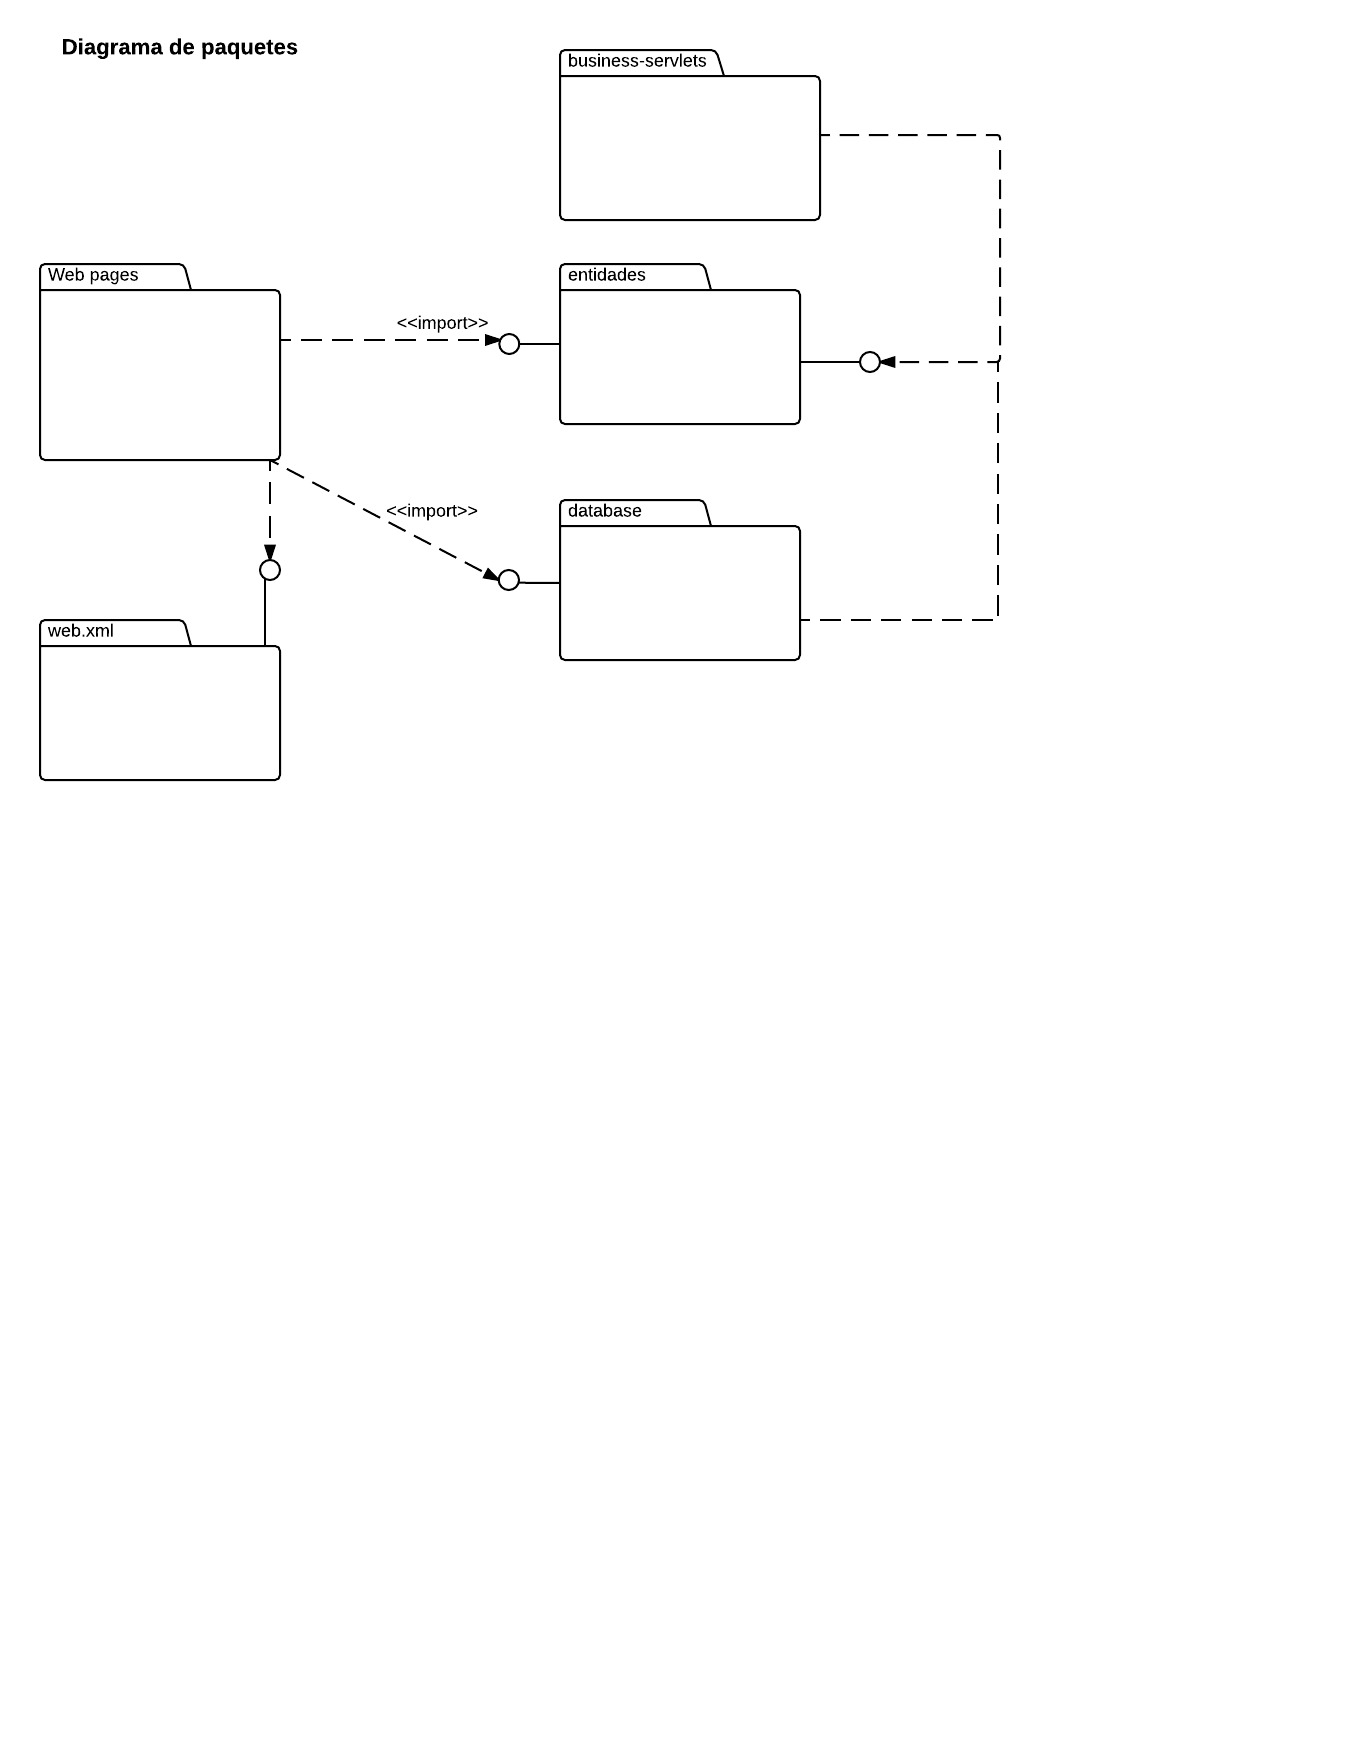 Diagrama de paquetes
business-servlets
Web pages
entidades
<<import>>
<<import>>
database
web.xml